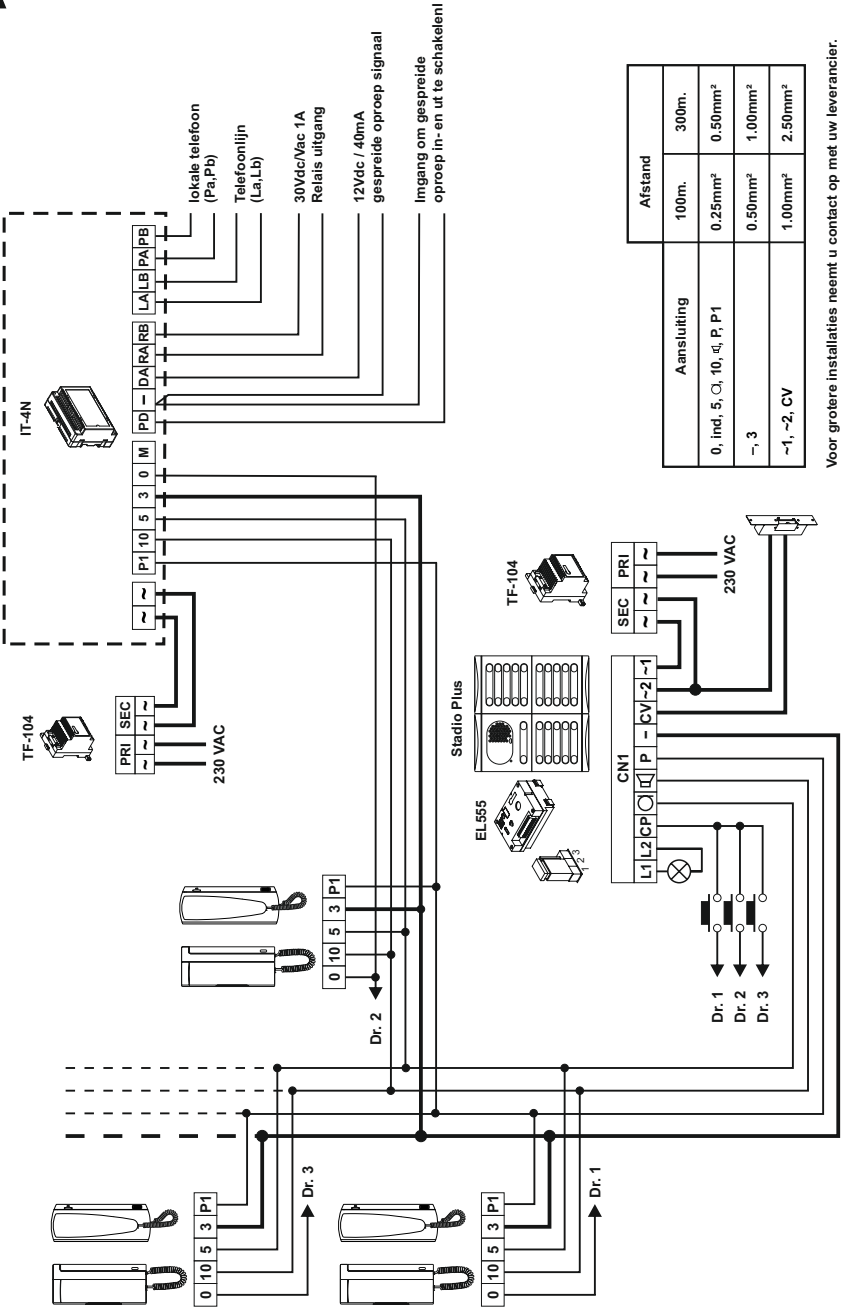 IT-4N
~ ~
P1 10 5 3 0 M
PD – DA RA RB
LA LB PA PB
lokale telefoon
(Pa,Pb)
Telefoonlijn
(La,Lb)
30Vdc/Vac 1A
Relais uitgang
12Vdc / 40mA
gespreide oproep signaal
Imgang om gespreide
oproep in- en ut te schakelenl
TF-104
PRI SEC
~ ~ ~ ~
230 VAC
0 10 5 3 P1
Dr. 2
0 10 5 3 P1
Dr. 3
0 10 5 3 P1
Dr. 1
Stadio Plus
EL555
1 2 3
TF-104
SEC PRI
~ ~ ~ ~
230 VAC
CN1
L1 L2 CP P – CV ~2 ~1
Dr. 1
Dr. 2
Dr. 3
Afstand
Aansluiting 100m. 300m.
0, ind, 5, 10, P, P1 0.25mm² 0.50mm²
–, 3 0.50mm² 1.00mm²
~1, ~2, CV 1.00mm² 2.50mm²
Voor grotere installaties neemt u contact op met uw leverancier.